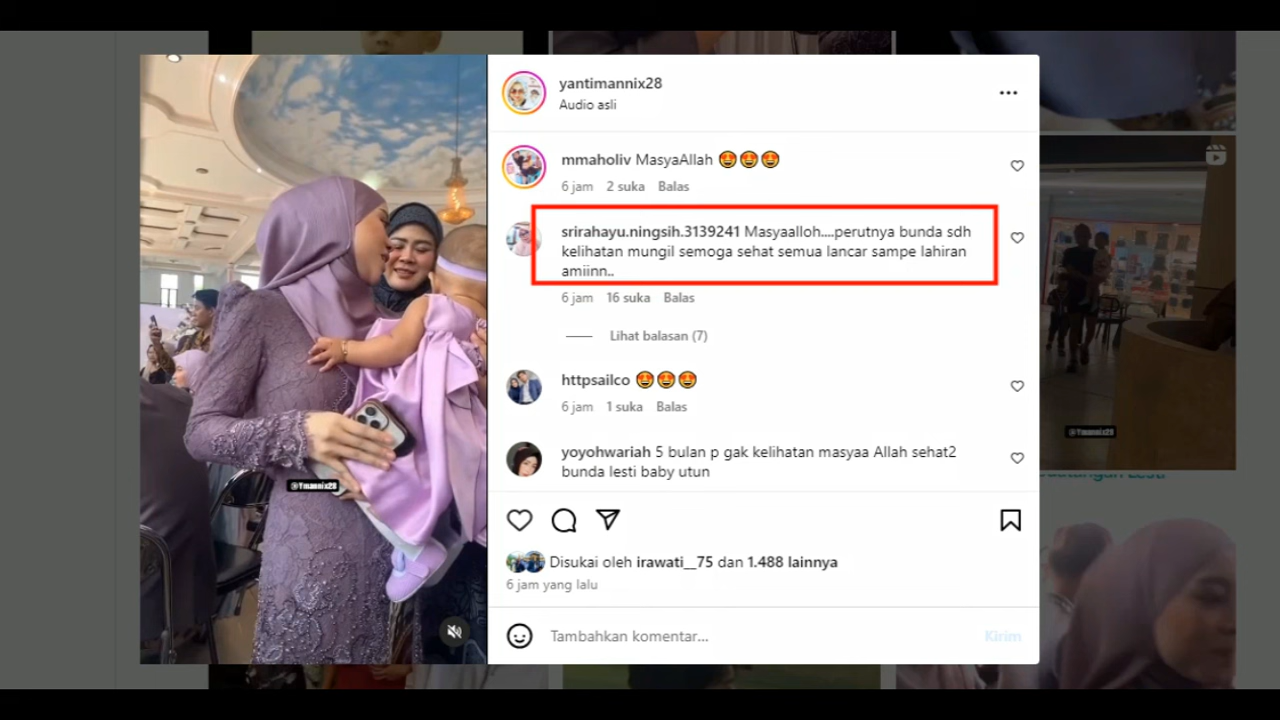 yantimannix28
Audio asli
mmaholiv MasyaAllah 😍😍😍
6 jam 2 suka Balas
srirahayu.ningsih.3139241 Masyaalloh....perutnya bunda sdh
kelihatan mungil semoga sehat semua lancar sampe lahiran
amiinn..
6 jam 16 suka Balas
Lihat balasan (7)
httpsailco 😍😍😍
6 jam 1 suka Balas
yoyohwariah 5 bulan p gak kelihatan masyaa Allah sehat2
bunda lesti baby utun
@Ymannix28
@Ymannix28
Disukai oleh irawati__75 dan 1.488 lainnya
6 jam yang lalu
Tambahkan komentar...
Kirim